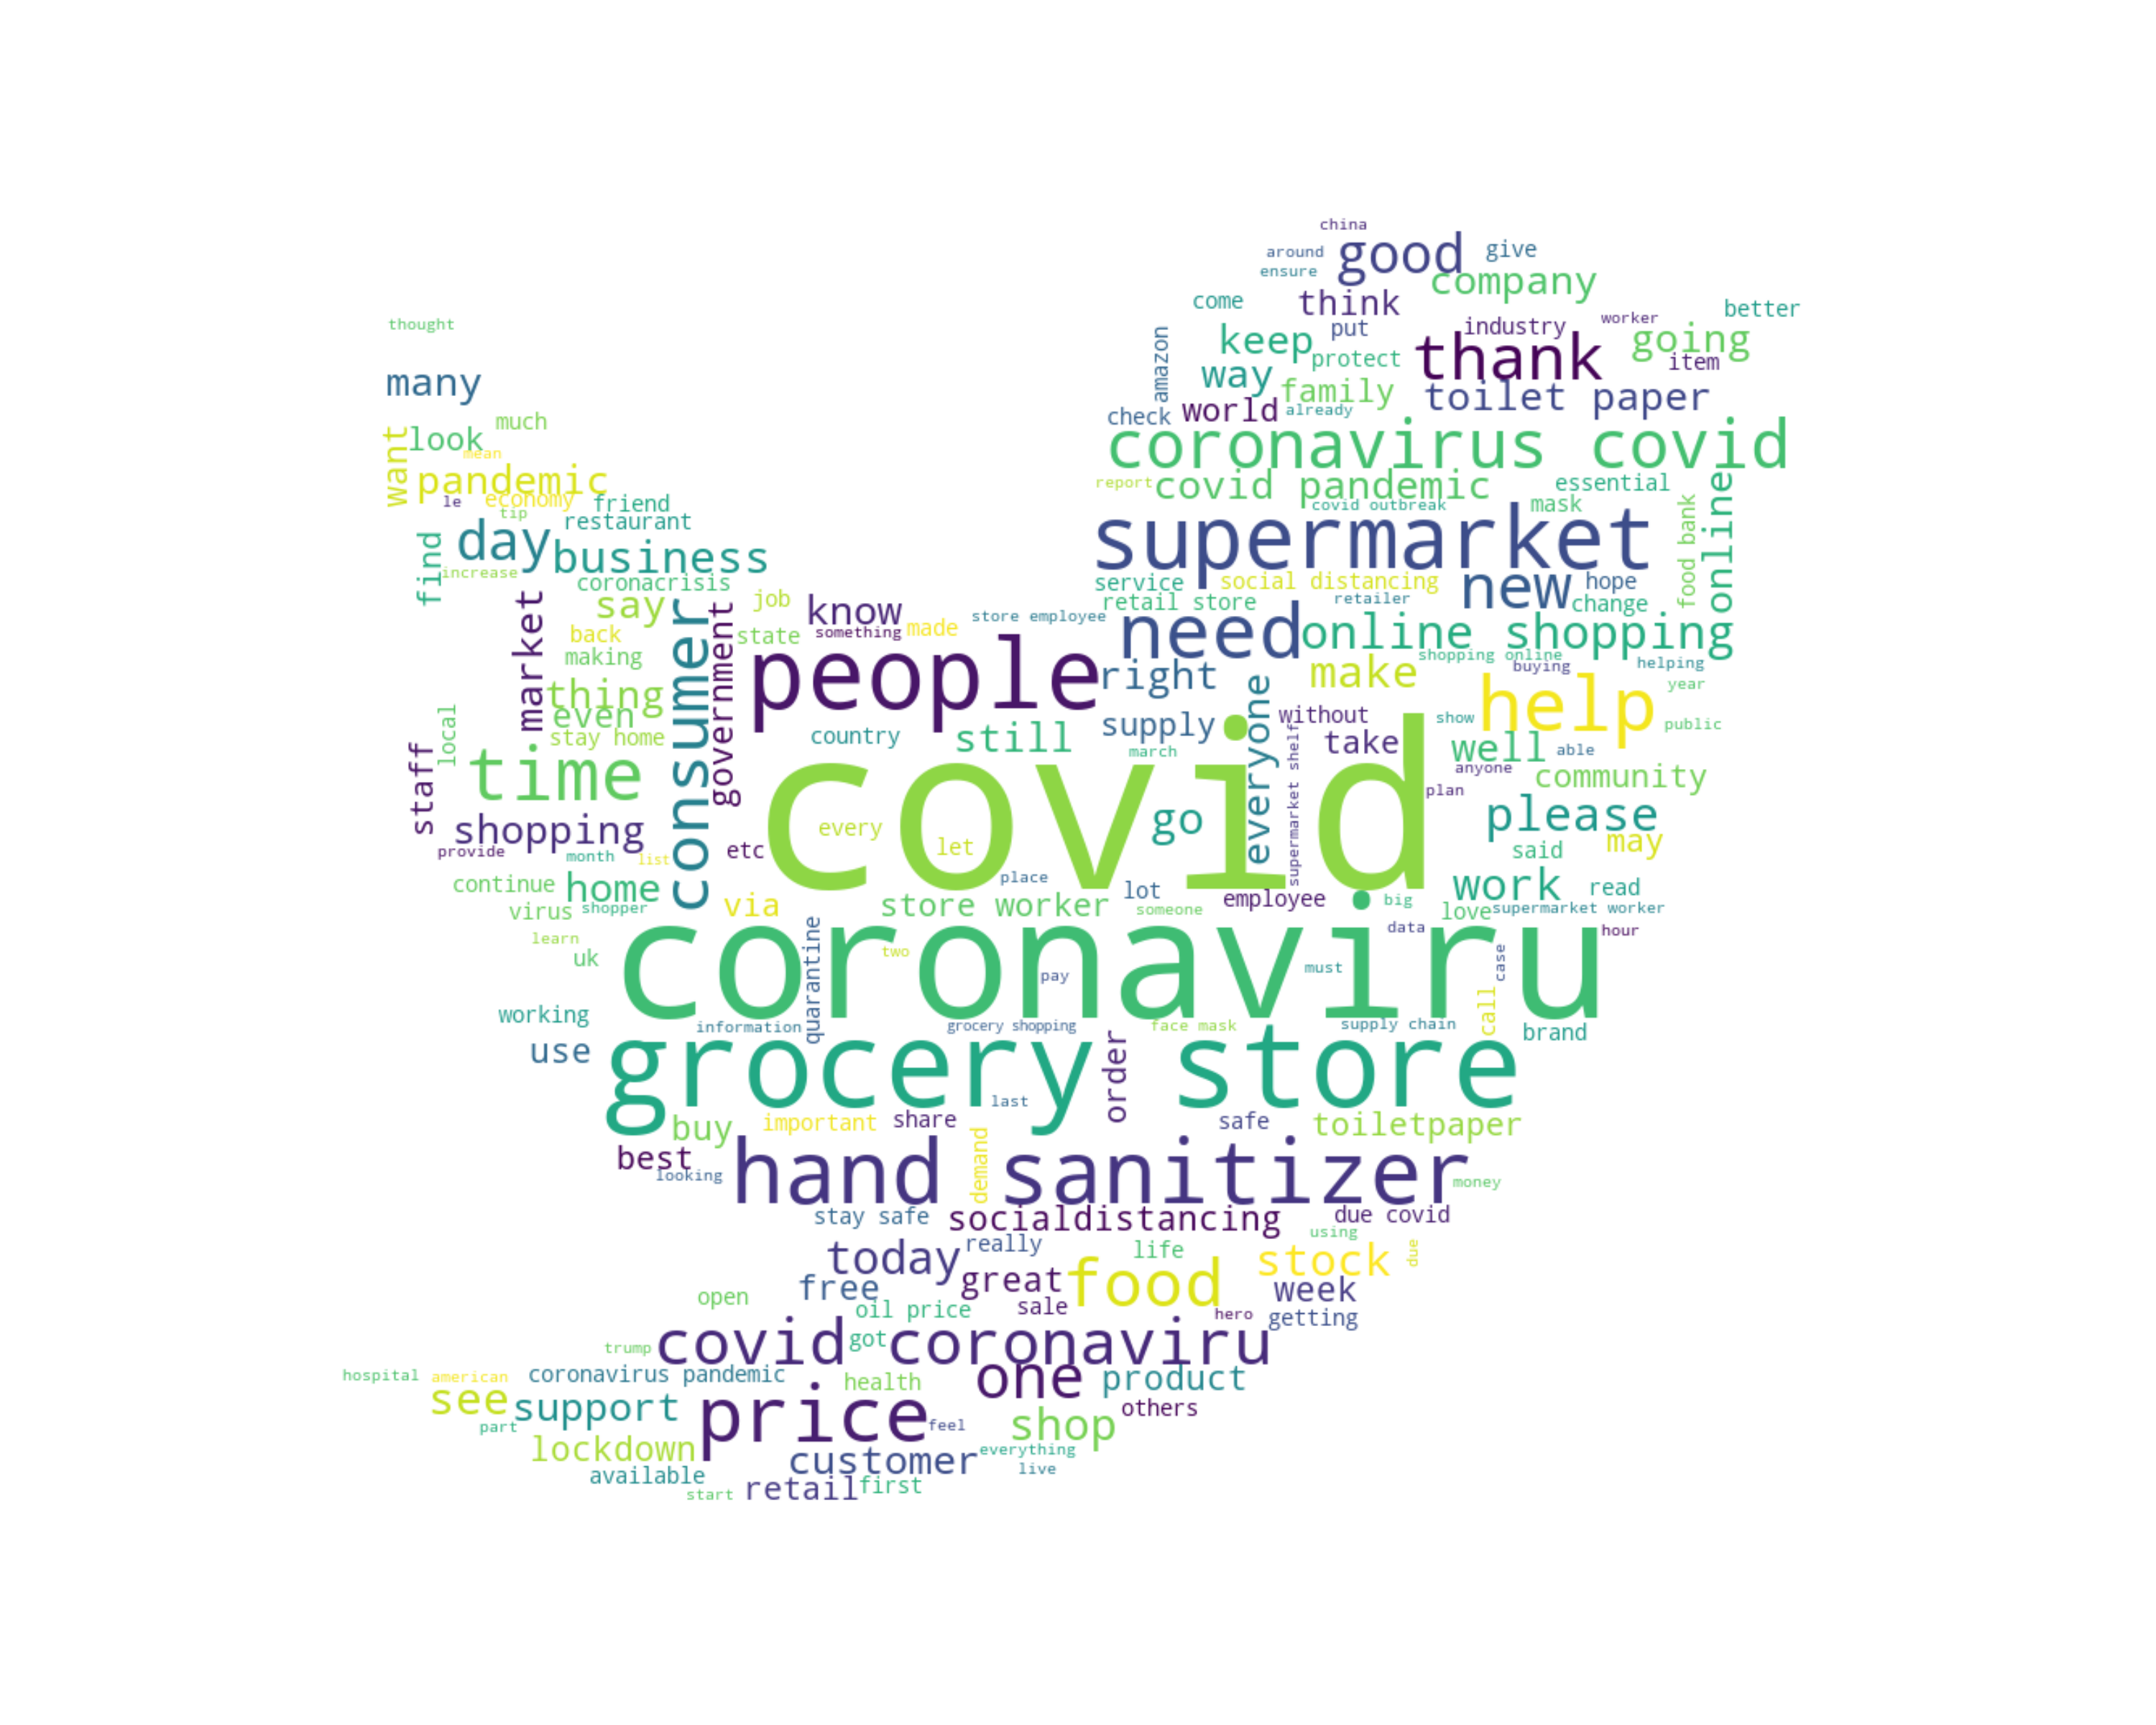 china
around good give
ensure company
come think better
thought put industry worker
keep going
amazon protect thank item
many way family toilet paper
check world already
much coronavirus covid
want look
mean
pandemic report covid pandemic essential
le economy friend covid outbreak mask food bank online
tip restaurant supermarket
find day business
increase coronacrisis service social distancing new hope
market say consumer government job know store employee retail store retailer change
back state something made need online shopping
making people shopping online buying helping
thing right make year
local even supply everyone without show help public
stay home country still march supermarket shelf take well able
staff time covid anyone community
plan
shopping every go please
provide month list etc let said may
continue home place lot work read
virus shopper via store worker someone employee big love supermarket worker
learn coronaviru data hour
uk quarantine two pay must case
working information grocery shopping face mask supply chain call brand
use grocery store order
last
buy important share safe toiletpaper
best demand hand sanitizer
looking money
stay safe socialdistancing due covid
today really life using stock due
free great food week
open oil price sale hero getting
trump covid coronaviru got
hospital american coronavirus pandemic health one product
see support price others
part feel shop
lockdown customer everything
available live
start retail first